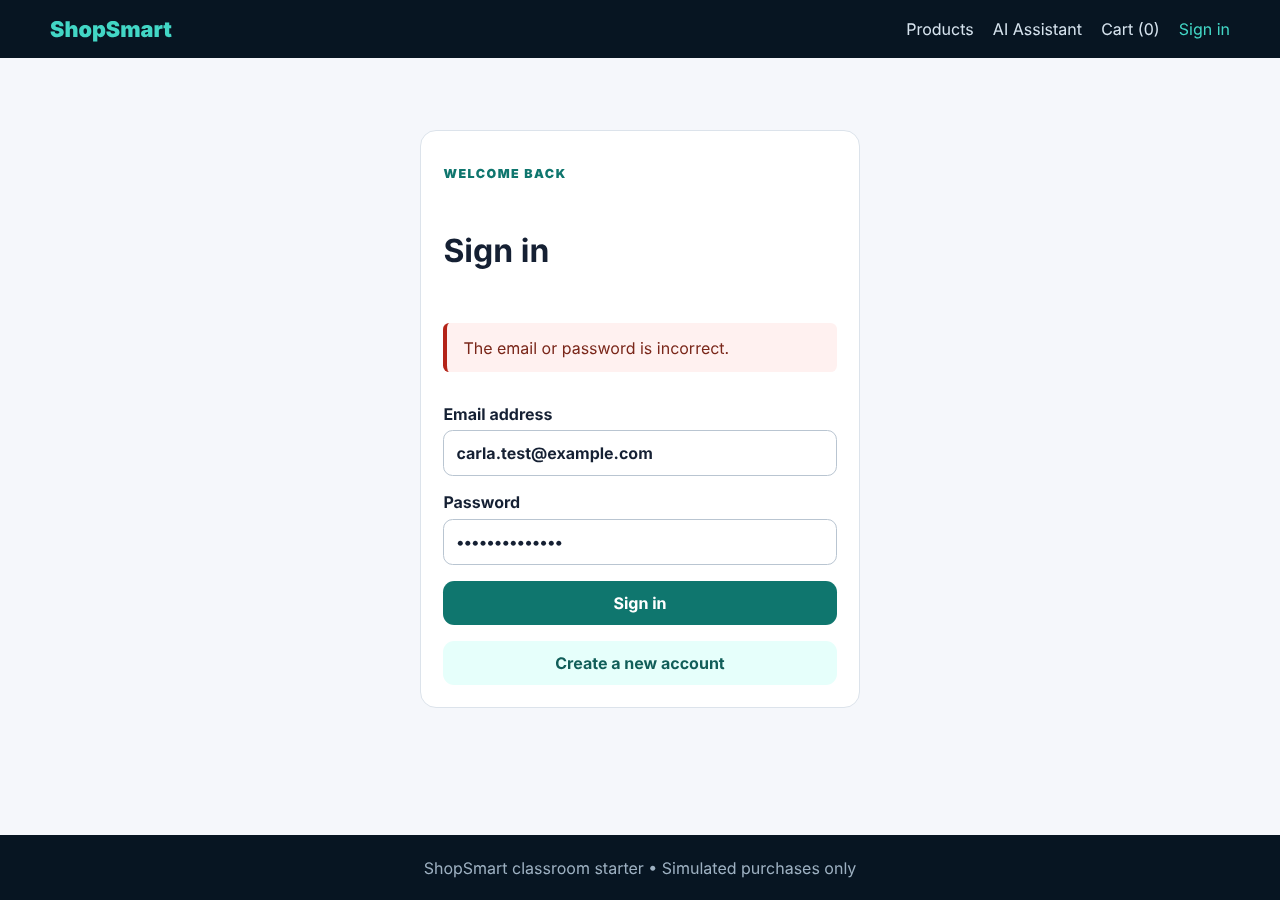 ShopSmart
Products AI Assistant Cart (0) Sign in
WELCOME BACK
Sign in
The email or password is incorrect.
Email address
carla.test@example.com
Password
••••••••••••••
Sign in
Create a new account
ShopSmart classroom starter • Simulated purchases only